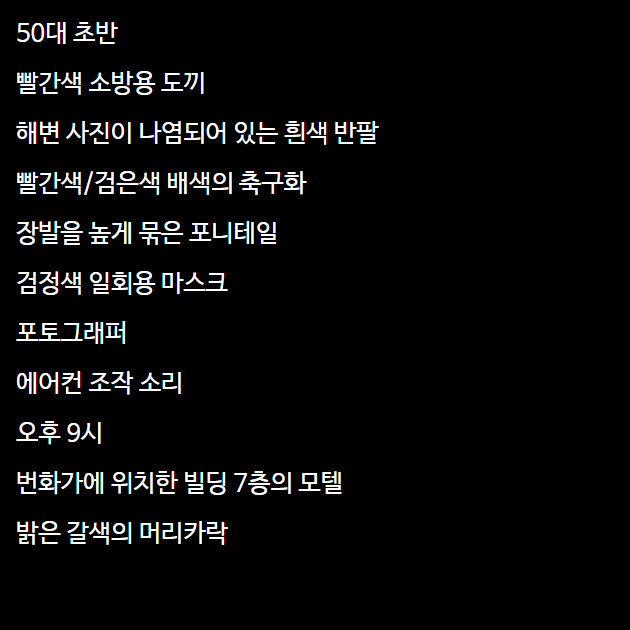 50대 초반
빨간색 소방용 도끼
해변 사진이 나염되어 있는 흰색 반팔
빨간색/검은색 배색의 축구화
장발을 높게 묶은 포니테일
검정색 일회용 마스크
포토그래퍼
에어컨 조작 소리
오후 9시
번화가에 위치한 빌딩 7층의 모텔
밝은 갈색의 머리카락